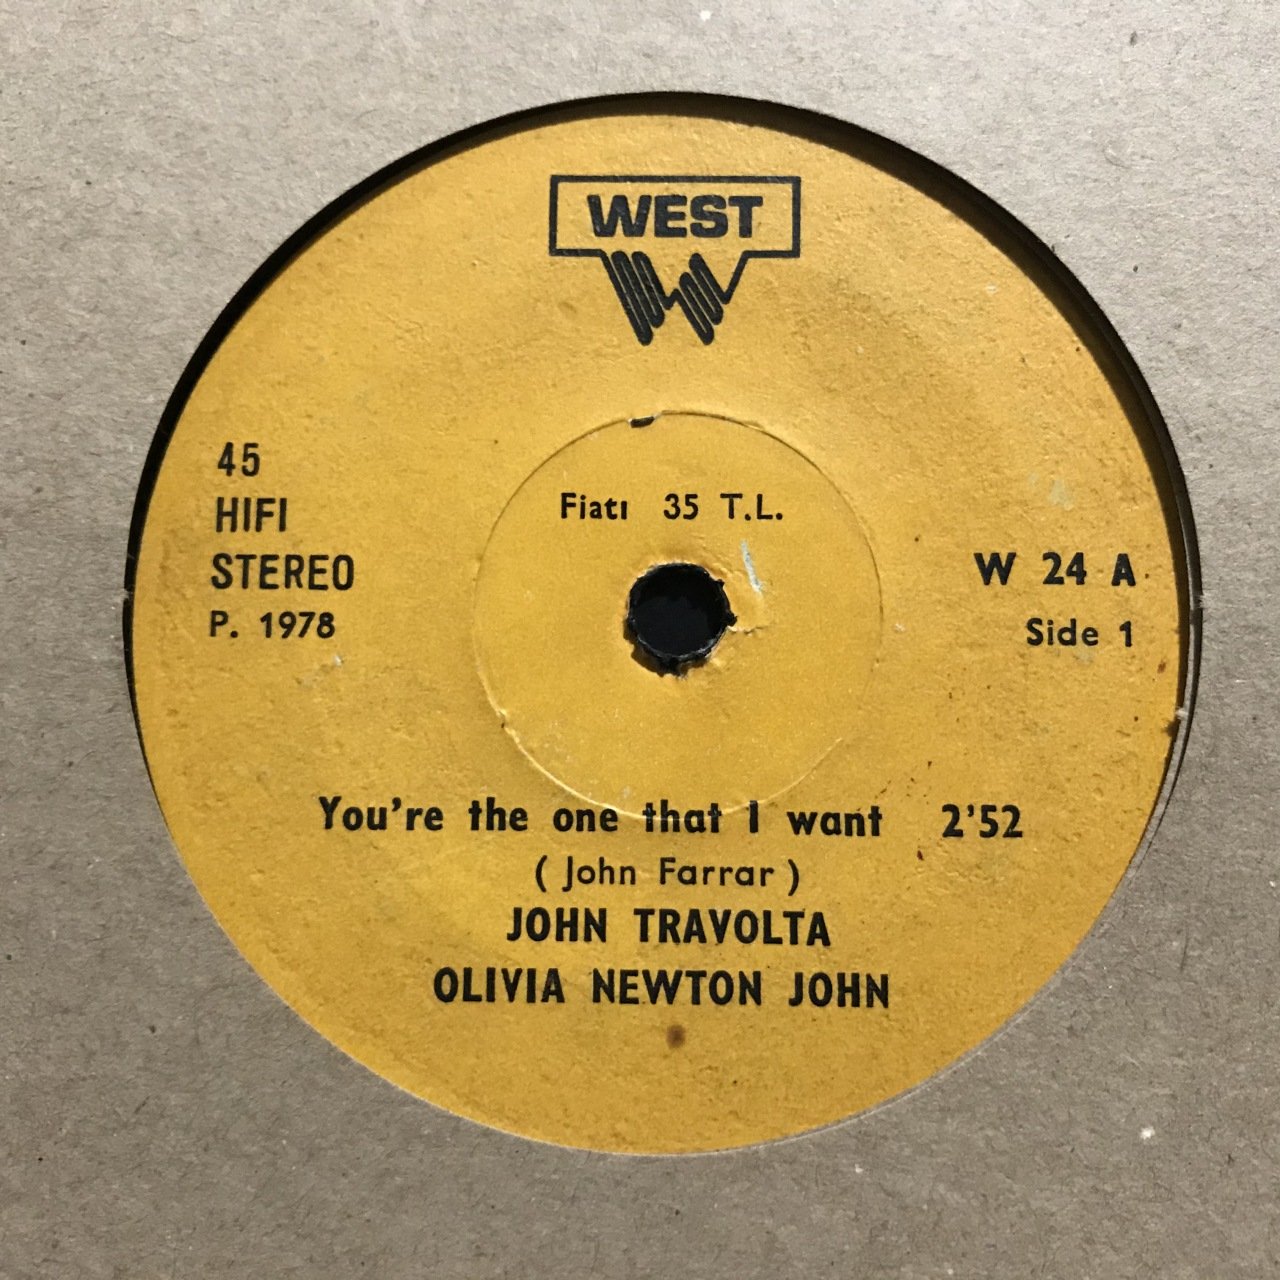 WEST
45
HIFI
STEREO
P. 1978
Fiatı 35 T.L.
W 24 A
Side 1
You're the one that I want 2'52
( John Farrar )
JOHN TRAVOLTA
OLIVIA NEWTON JOHN